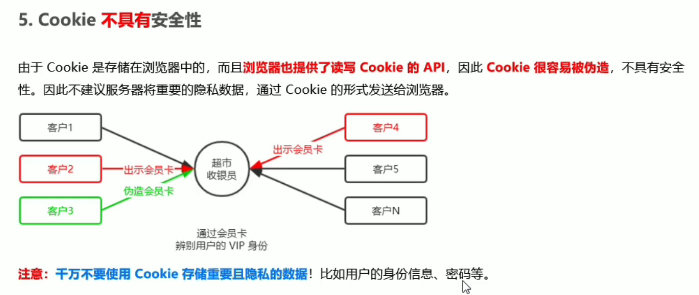 5. Cookie 不具有安全性
由于 Cookie 是存储在浏览器中的，而且浏览器也提供了读写 Cookie 的 API，因此 Cookie 很容易被伪造，不具有安全
性。因此不建议服务器将重要的隐私数据，通过 Cookie 的形式发送给浏览器。
客户1
客户4
出示会员卡
客户2
出示会员卡
超市
收银员
客户5
伪造会员卡
客户3
客户N
通过会员卡
辨别用户的 VIP 身份
注意：千万不要使用 Cookie 存储重要且隐私的数据！比如用户的身份信息、密码等。